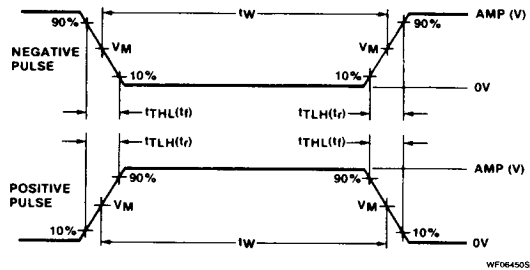 90% tW 90% AMP (V)
NEGATIVE PULSE VM VM
10% 10% 0V
tTHL(tf) tTLH(tr)
tTLH(tr) tTHL(tf)
90% 90% AMP (V)
POSITIVE PULSE VM VM
10% tW 10% 0V
WF06450S